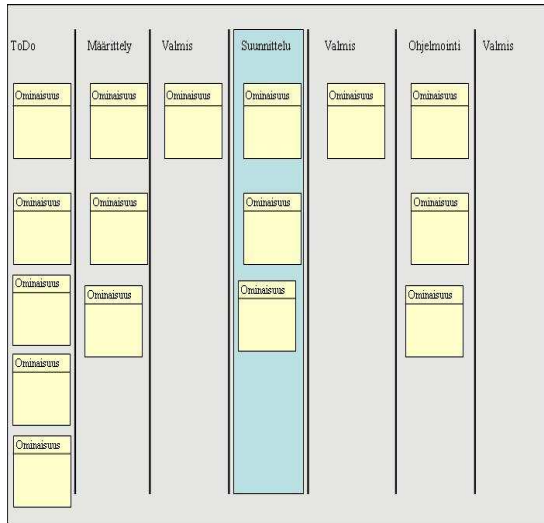 ToDo Määrittely Valmis Suunnittelu Valmis Ohjelmointi Valmis
Ominaisuus Ominaisuus Ominaisuus Ominaisuus Ominaisuus Ominaisuus
Ominaisuus Ominaisuus Ominaisuus Ominaisuus
Ominaisuus
Ominaisuus Ominaisuus Ominaisuus
Ominaisuus
Ominaisuus